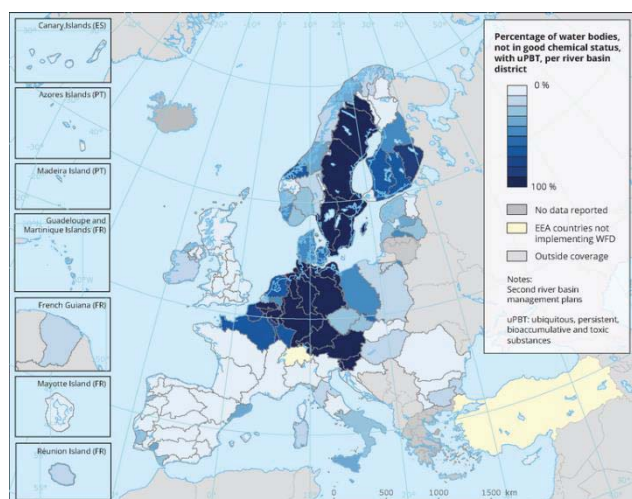 Canary Islands (ES)
Azores Islands (PT)
Madeira Island (PT)
Guadeloupe and
Martinique Islands (FR)
French Guiana (FR)
Mayotte Island (FR)
Réunion Island (FR)
Percentage of water bodies,
not in good chemical status,
with uPBT, per river basin
district
0 %
100 %
No data reported
EEA countries not
implementing WFD
Outside coverage
Notes:
Second river basin
management plans
uPBT: ubiquitous, persistent,
bioaccumulative and toxic
substances
0 500 1000 1500 km